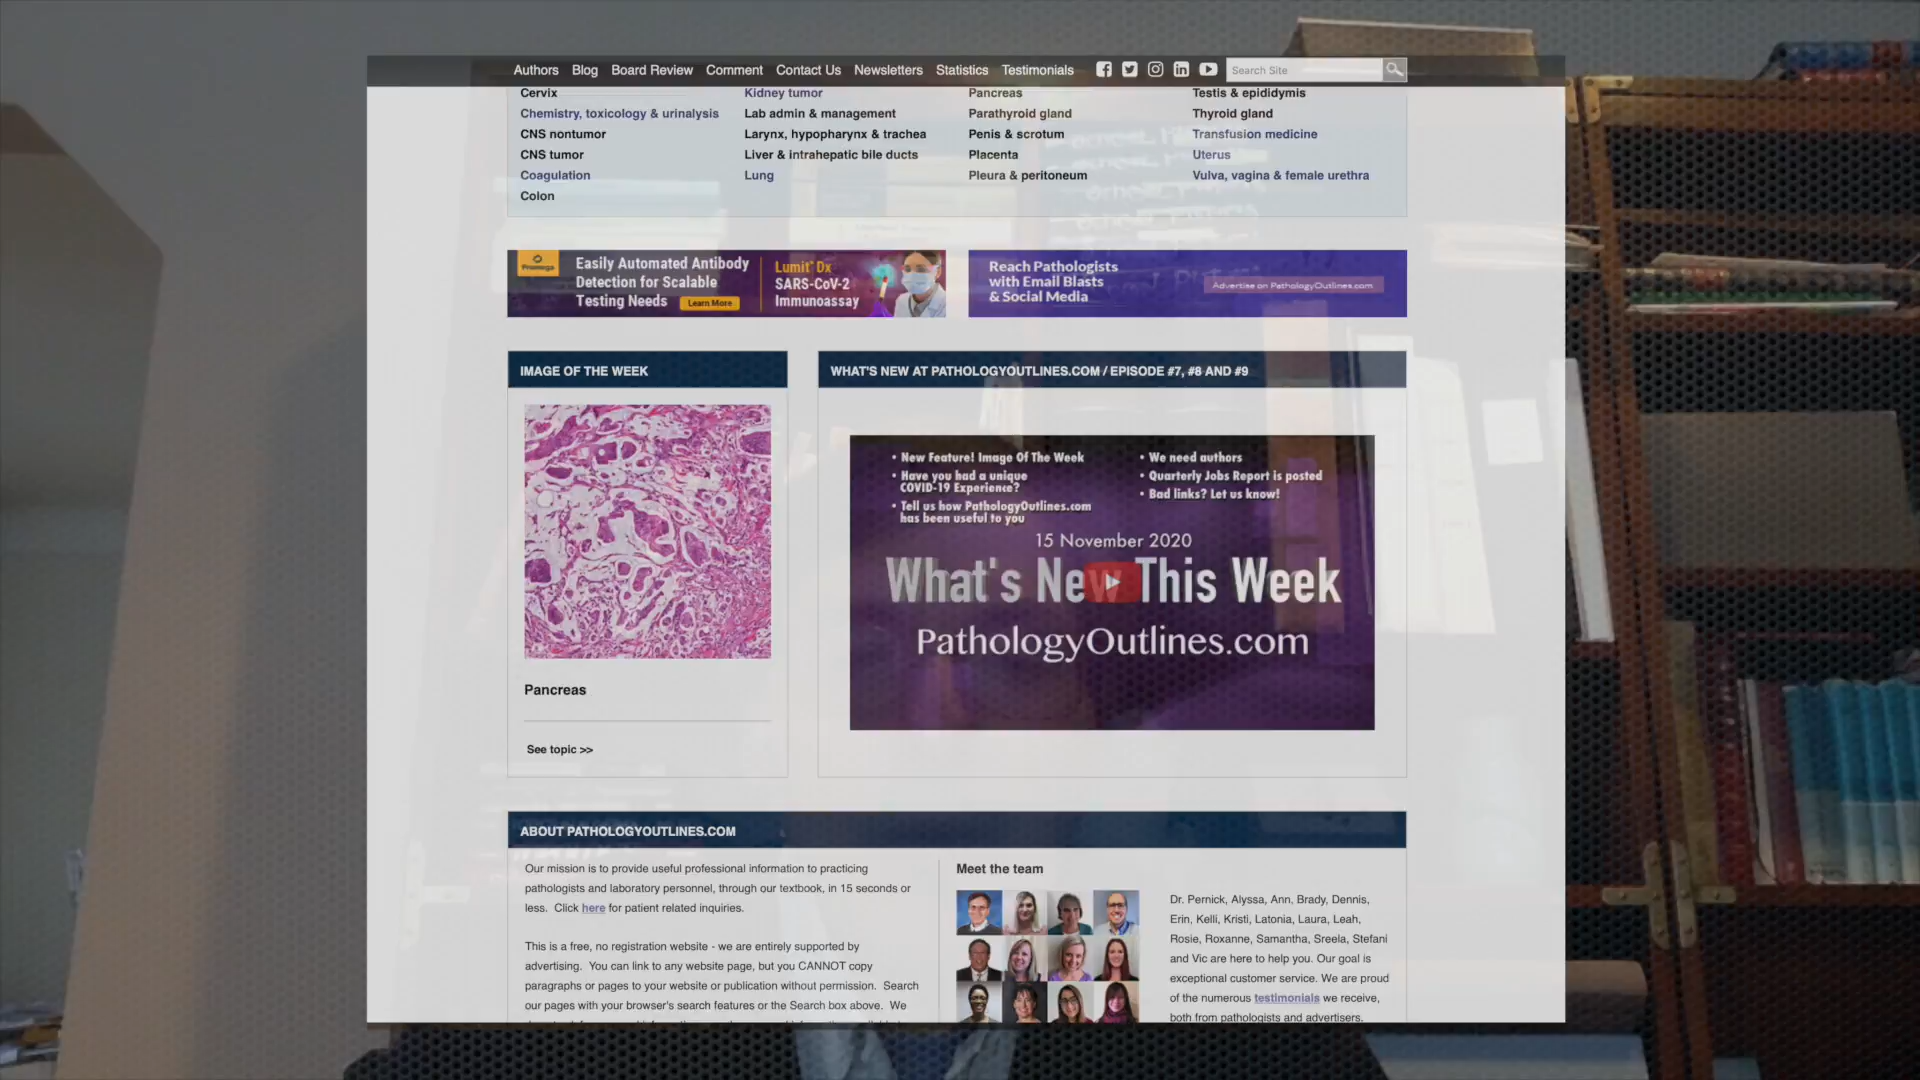 Authors Blog Board Review Comment Contact Us Newsletters Statistics Testimonials Search Site
Cervix
Chemistry, toxicology & urinalysis
CNS nontumor
CNS tumor
Coagulation
Colon
Kidney tumor
Lab admin & management
Larynx, hypopharynx & trachea
Liver & intrahepatic bile ducts
Lung
Pancreas
Parathyroid gland
Penis & scrotum
Placenta
Pleura & peritoneum
Testis & epididymis
Thyroid gland
Transfusion medicine
Uterus
Vulva, vagina & female urethra
Promega
Easily Automated Antibody
Detection for Scalable
Testing Needs
Learn More
Lumit Dx
SARS-CoV-2
Immunoassay
Reach Pathologists
with Email Blasts
& Social Media
Advertise on PathologyOutlines.com
IMAGE OF THE WEEK
Pancreas
See topic >>
WHAT'S NEW AT PATHOLOGYOUTLINES.COM / EPISODE #7, #8 AND #9
• New Feature! Image Of The Week
• Have you had a unique
COVID-19 Experience?
• Tell us how PathologyOutlines.com
has been useful to you
• We need authors
• Quarterly Jobs Report is posted
• Bad links? Let us know!
15 November 2020
What's New This Week
PathologyOutlines.com
ABOUT PATHOLOGYOUTLINES.COM
Our mission is to provide useful professional information to practicing
pathologists and laboratory personnel, through our textbook, in 15 seconds or
less. Click here for patient related inquiries.
This is a free, no registration website - we are entirely supported by
advertising. You can link to any website page, but you CANNOT copy
paragraphs or pages to your website or publication without permission. Search
our pages with your browser's search features or the Search box above. We
Meet the team
Dr. Pernick, Alyssa, Ann, Brady, Dennis,
Erin, Kelli, Kristi, Latonia, Laura, Leah,
Rosie, Roxanne, Samantha, Sreela, Stefani
and Vic are here to help you. Our goal is
exceptional customer service. We are proud
of the numerous testimonials we receive,
both from pathologists and advertisers.